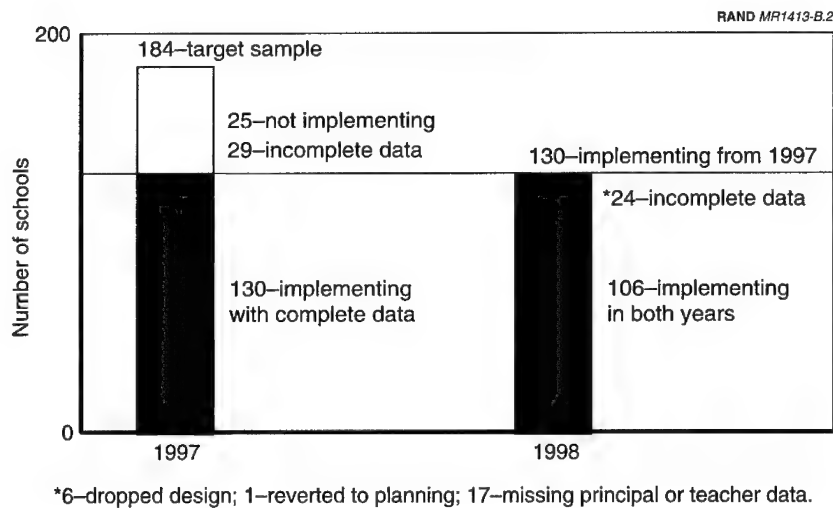 RAND MR1413-B.2
200
184–target sample
25–not implementing
29–incomplete data
130–implementing from 1997
*24–incomplete data
Number of schools
130–implementing
with complete data
106–implementing
in both years
0
1997
1998
*6–dropped design; 1–reverted to planning; 17–missing principal or teacher data.